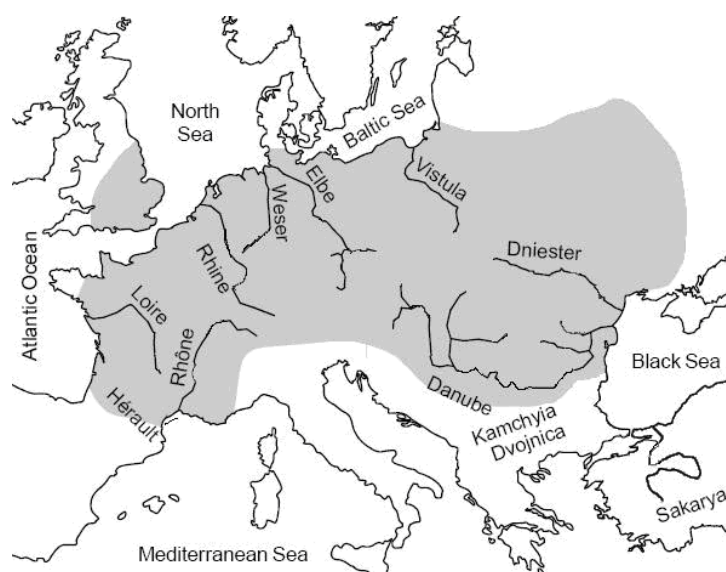 North
Sea
Baltic Sea
Elbe
Vistula
Weser
Dniester
Rhine
Atlantic Ocean
Loire
Rhône
Black Sea
Danube
Hérault
Kamchyia
Dvojnica
Sakarya
Mediterranean Sea